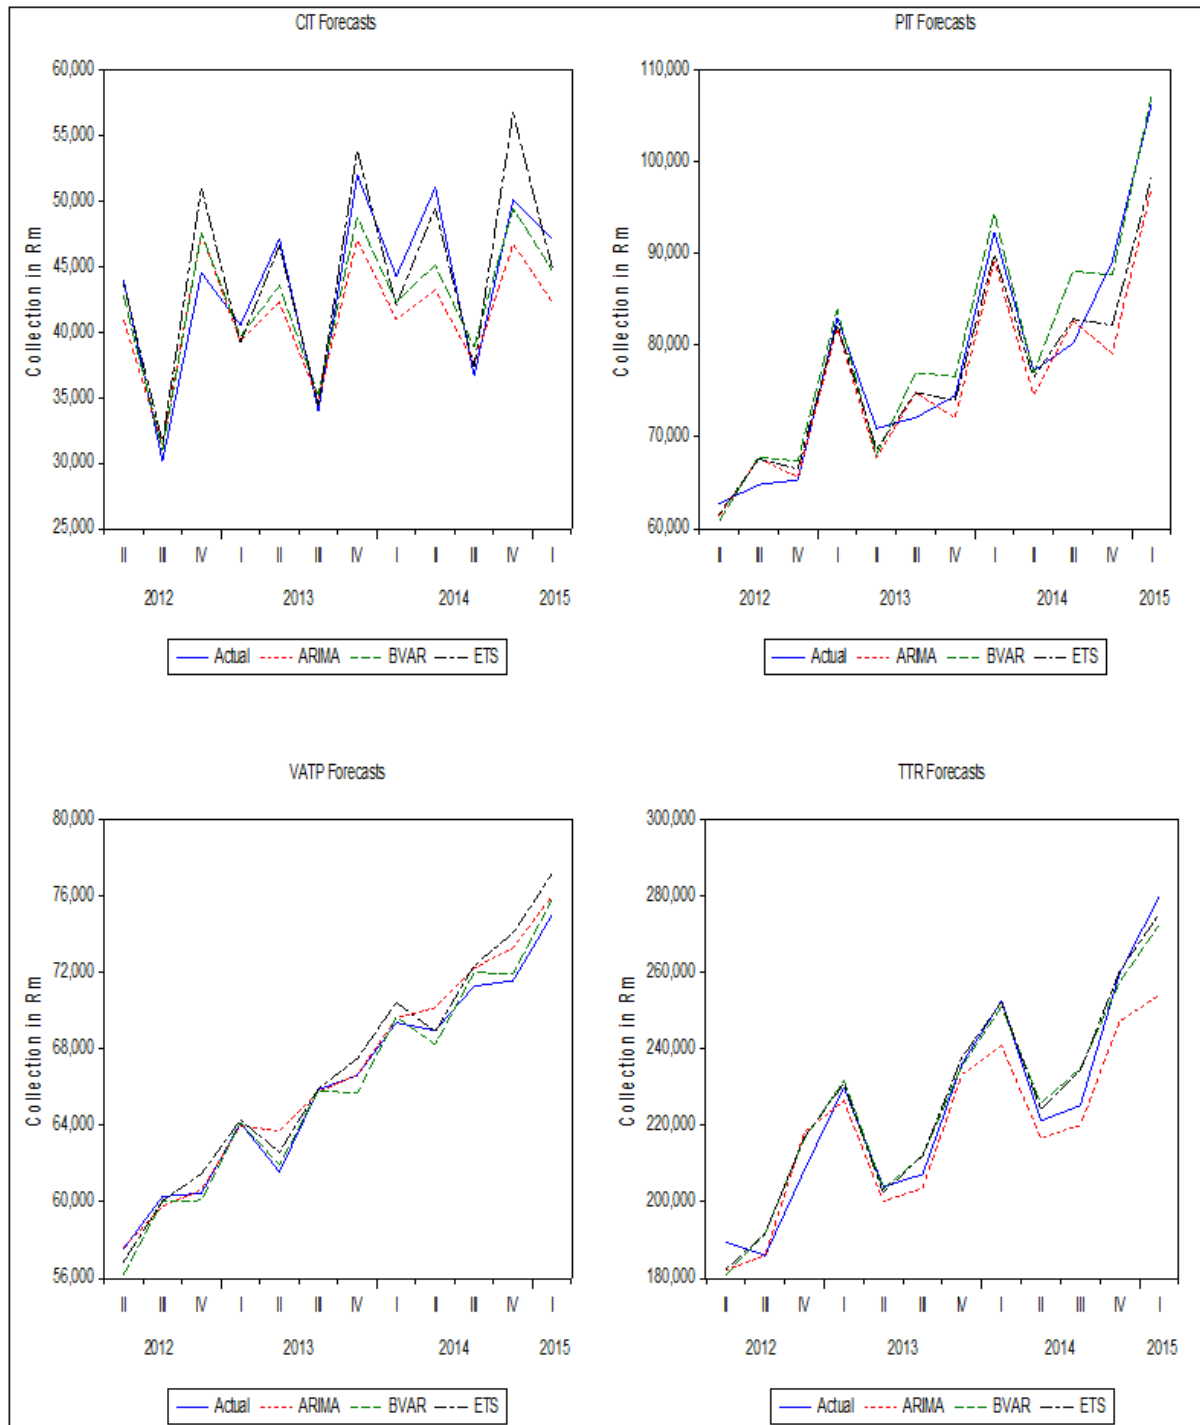 CIT Forecasts
60,000
55,000
50,000
45,000
40,000
35,000
30,000
25,000
Collection in Rm
II III IV I II III IV I II III IV I
2012 2013 2014 2015
Actual ARIMA BVAR ETS
PIT Forecasts
110,000
100,000
90,000
80,000
70,000
60,000
Collection in Rm
II III IV I II III IV I II III IV I
2012 2013 2014 2015
Actual ARIMA BVAR ETS
VATP Forecasts
80,000
76,000
72,000
68,000
64,000
60,000
56,000
Collection in Rm
II III IV I II III IV I II III IV I
2012 2013 2014 2015
Actual ARIMA BVAR ETS
TTR Forecasts
300,000
280,000
260,000
240,000
220,000
200,000
180,000
Collection in Rm
II III IV I II III IV I II III IV I
2012 2013 2014 2015
Actual ARIMA BVAR ETS